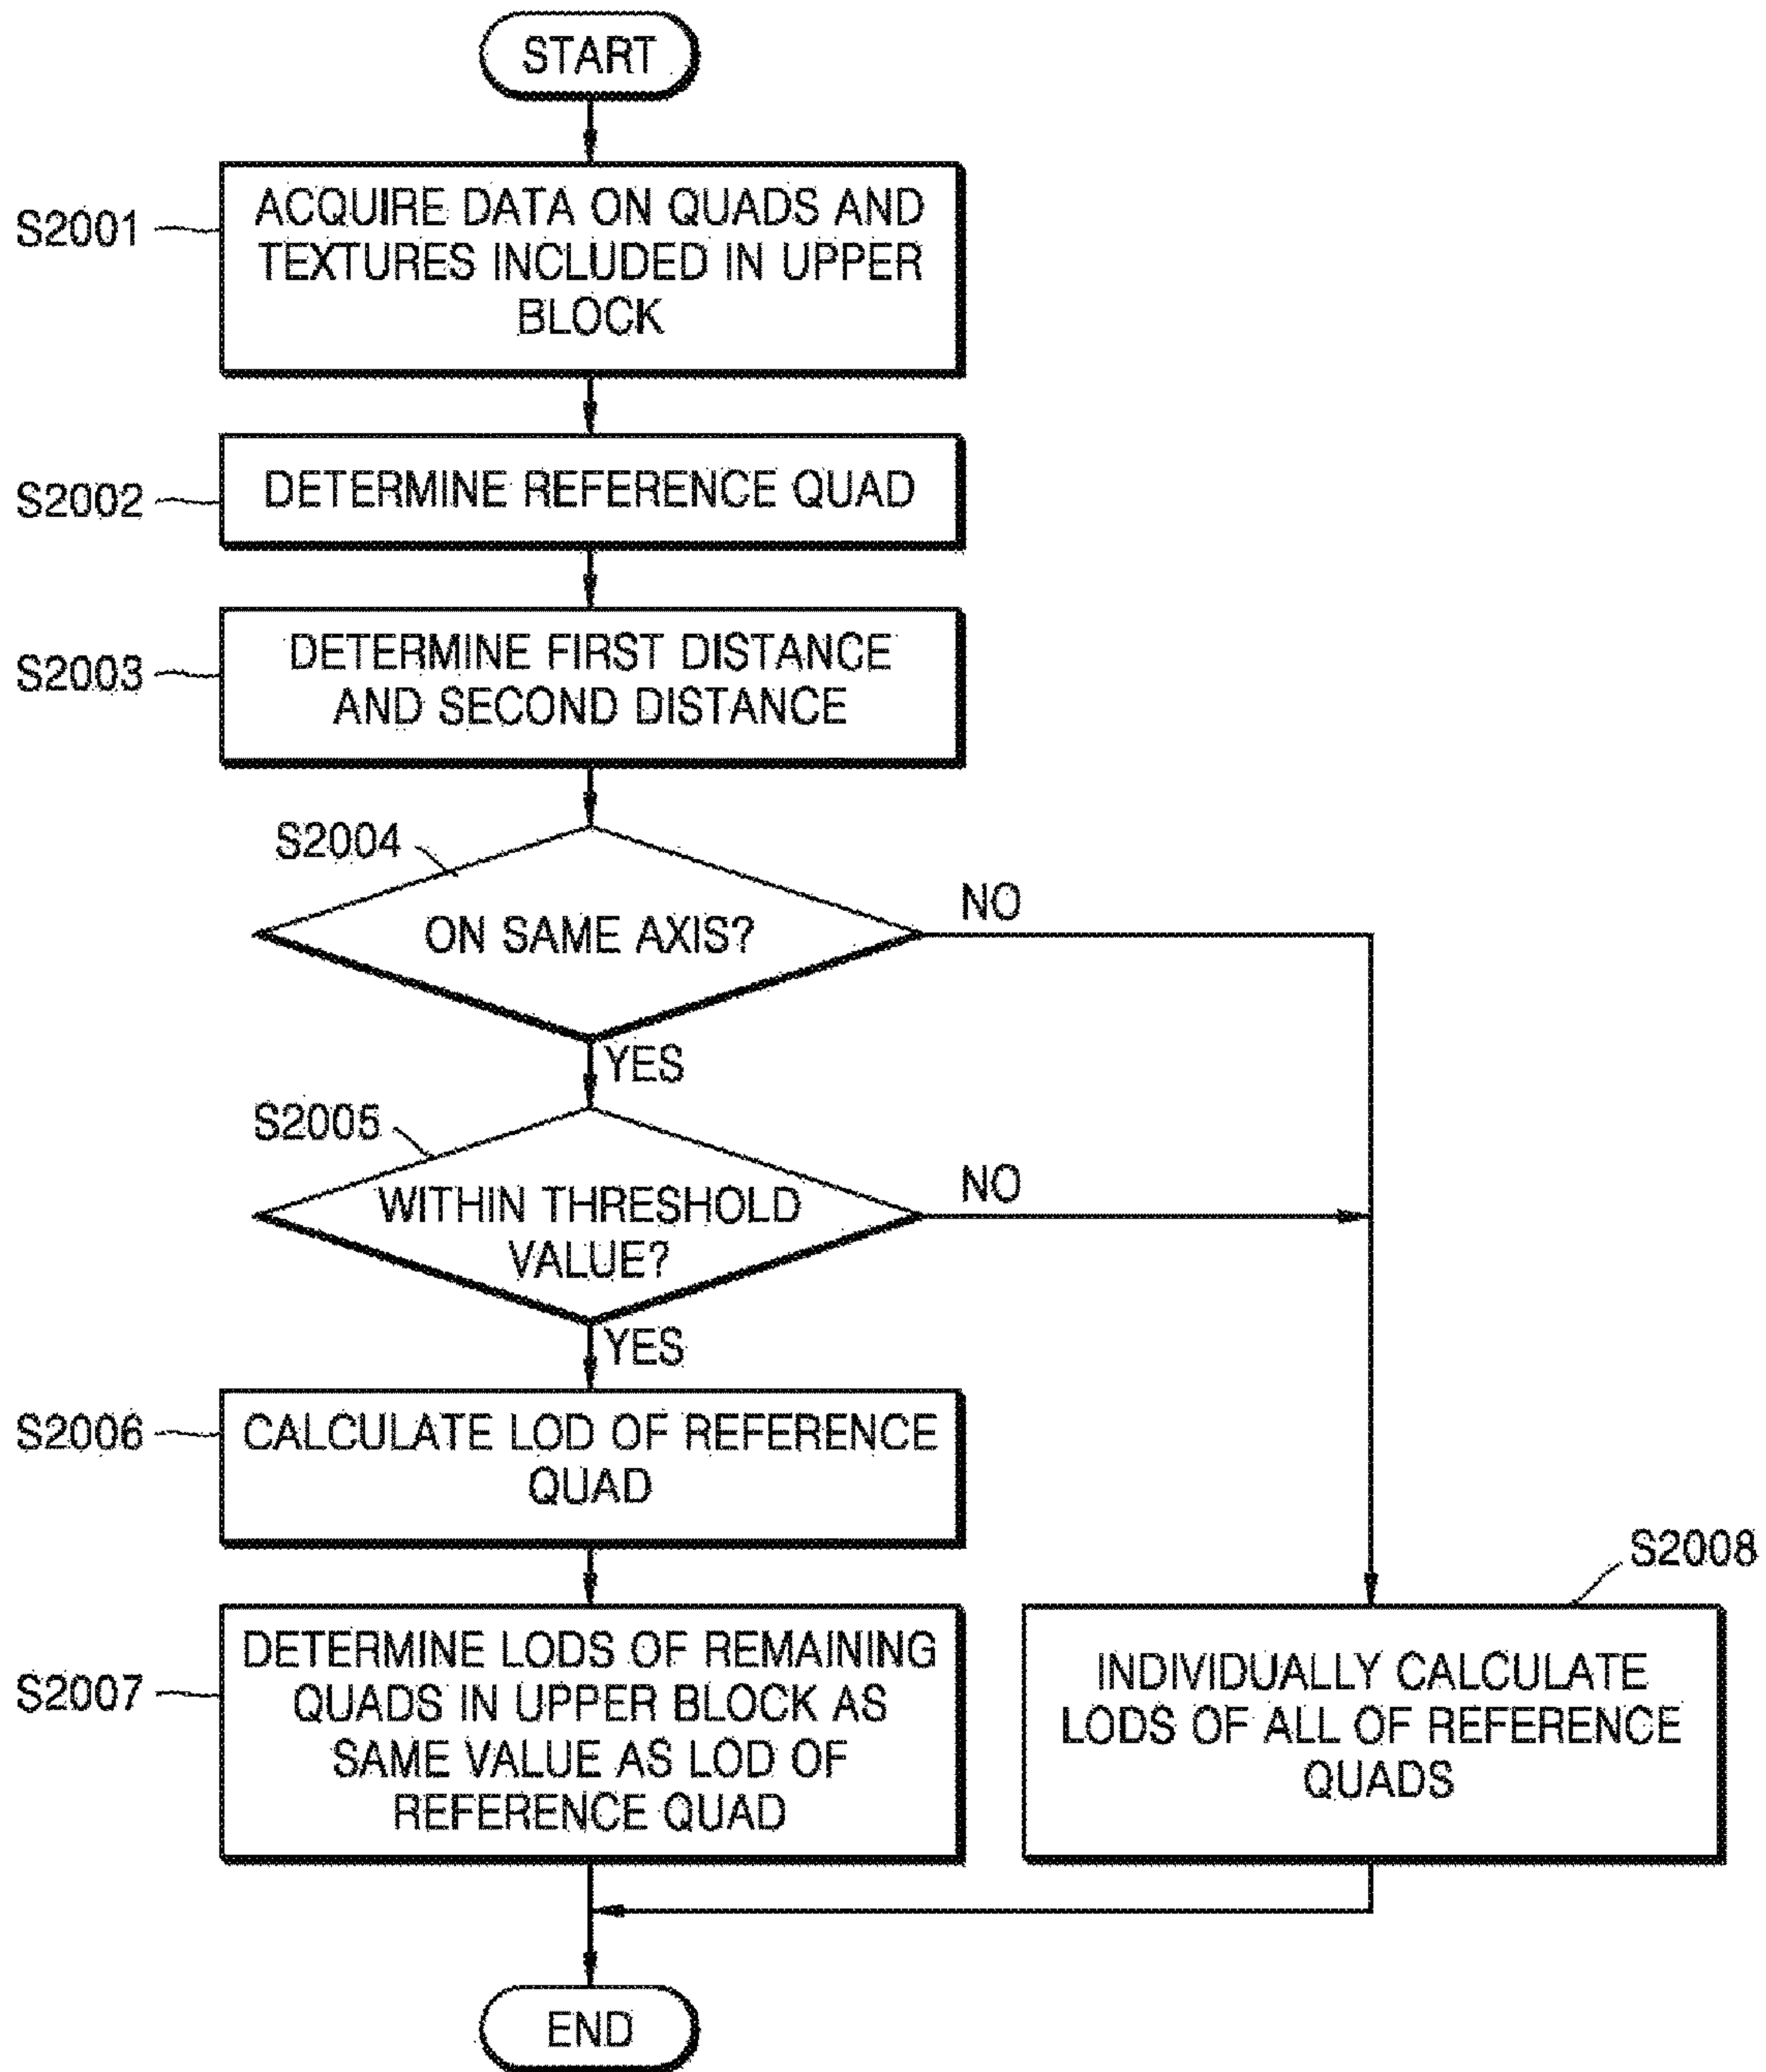 START
S2001
ACQUIRE DATA ON QUADS AND
TEXTURES INCLUDED IN UPPER
BLOCK
S2002
DETERMINE REFERENCE QUAD
S2003
DETERMINE FIRST DISTANCE
AND SECOND DISTANCE
S2004
ON SAME AXIS?
NO
YES
S2005
WITHIN THRESHOLD
VALUE?
NO
YES
S2006
CALCULATE LOD OF REFERENCE
QUAD
S2007
DETERMINE LODS OF REMAINING
QUADS IN UPPER BLOCK AS
SAME VALUE AS LOD OF
REFERENCE QUAD
S2008
INDIVIDUALLY CALCULATE
LODS OF ALL OF REFERENCE
QUADS
END